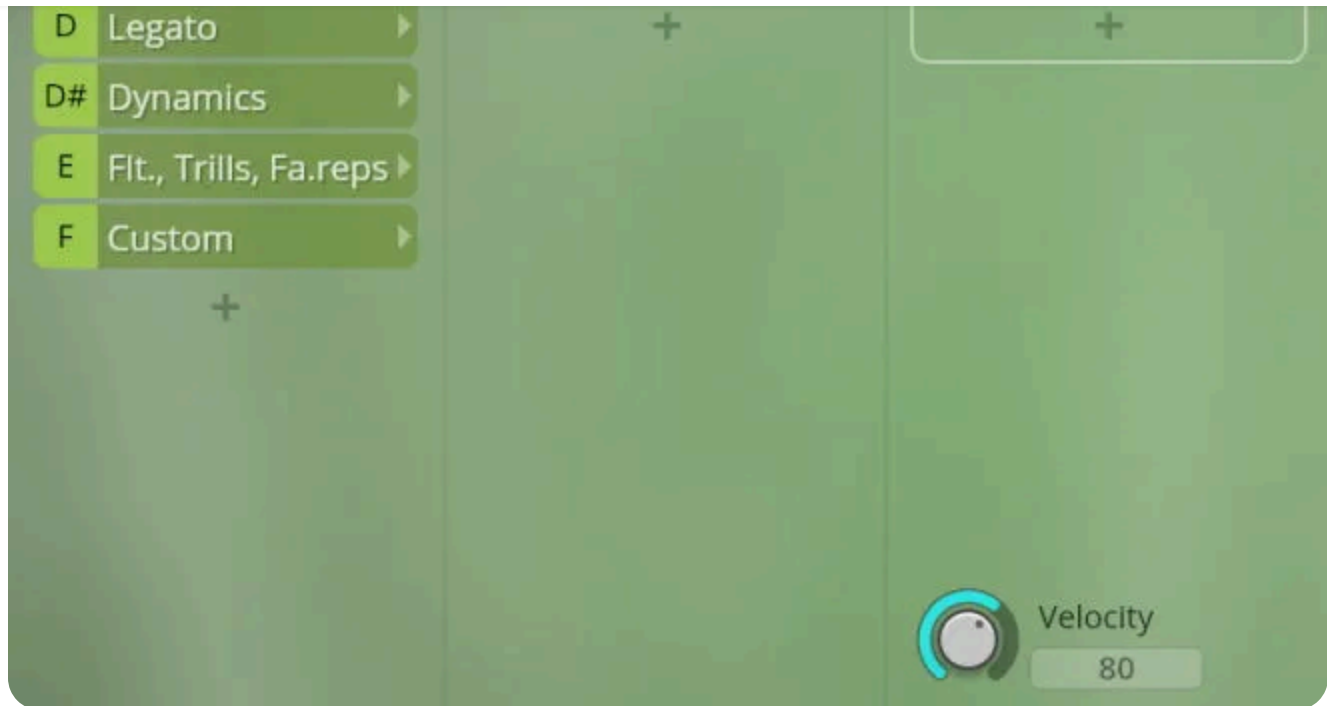 D Legato
D# Dynamics
E Flt., Trills, Fa.reps
F Custom
Velocity
80